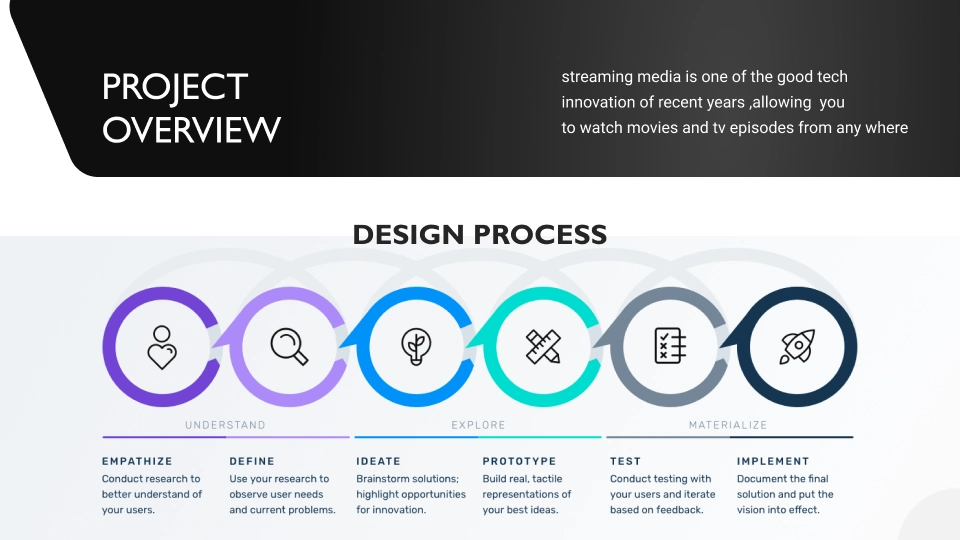 PROJECT
OVERVIEW
streaming media is one of the good tech
innovation of recent years ,allowing  you
to watch movies and tv episodes from any where
DESIGN PROCESS
UNDERSTAND
EXPLORE
MATERIALIZE
EMPATHIZE
Conduct research to
better understand of
your users.
DEFINE
Use your research to
observe user needs
and current problems.
IDEATE
Brainstorm solutions;
highlight opportunities
for innovation.
PROTOTYPE
Build real, tactile
representations of
your best ideas.
TEST
Conduct testing with
your users and iterate
based on feedback.
IMPLEMENT
Document the final
solution and put the
vision into effect.